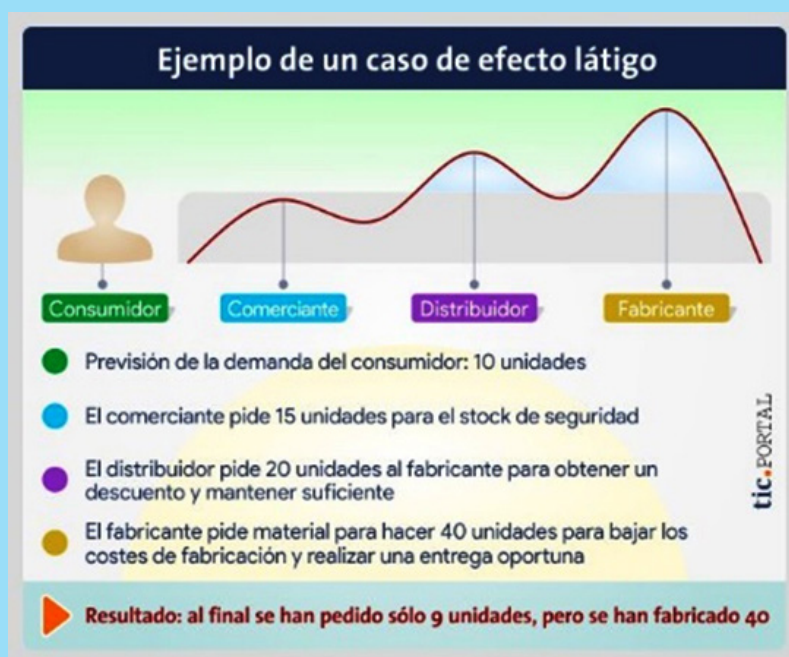 Ejemplo de un caso de efecto látigo
Consumidor
Comerciante
Distribuidor
Fabricante
Previsión de la demanda del consumidor: 10 unidades
El comerciante pide 15 unidades para el stock de seguridad
El distribuidor pide 20 unidades al fabricante para obtener un
descuento y mantener suficiente
El fabricante pide material para hacer 40 unidades para bajar los
costes de fabricación y realizar una entrega oportuna
tic.PORTAL
Resultado: al final se han pedido sólo 9 unidades, pero se han fabricado 40